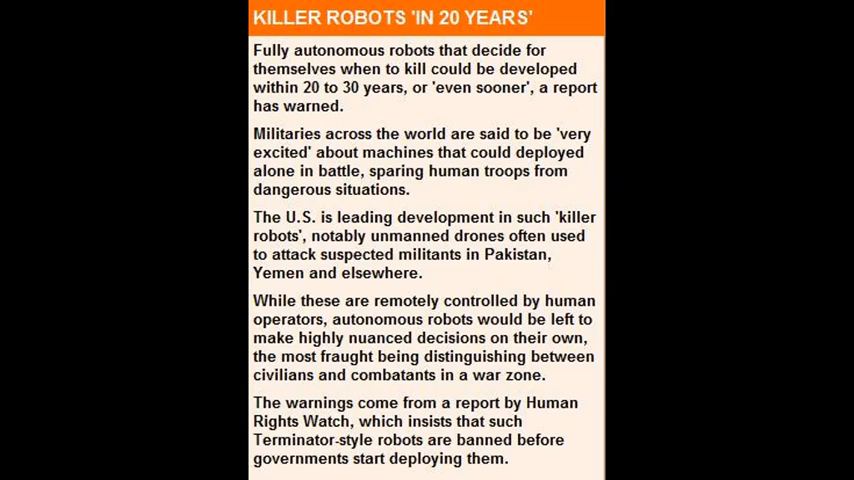 KILLER ROBOTS 'IN 20 YEARS'
Fully autonomous robots that decide for
themselves when to kill could be developed
within 20 to 30 years, or 'even sooner', a report
has warned.
Militaries across the world are said to be 'very
excited' about machines that could deployed
alone in battle, sparing human troops from
dangerous situations.
The U.S. is leading development in such 'killer
robots', notably unmanned drones often used
to attack suspected militants in Pakistan,
Yemen and elsewhere.
While these are remotely controlled by human
operators, autonomous robots would be left to
make highly nuanced decisions on their own,
the most fraught being distinguishing between
civilians and combatants in a war zone.
The warnings come from a report by Human
Rights Watch, which insists that such
Terminator-style robots are banned before
governments start deploying them.